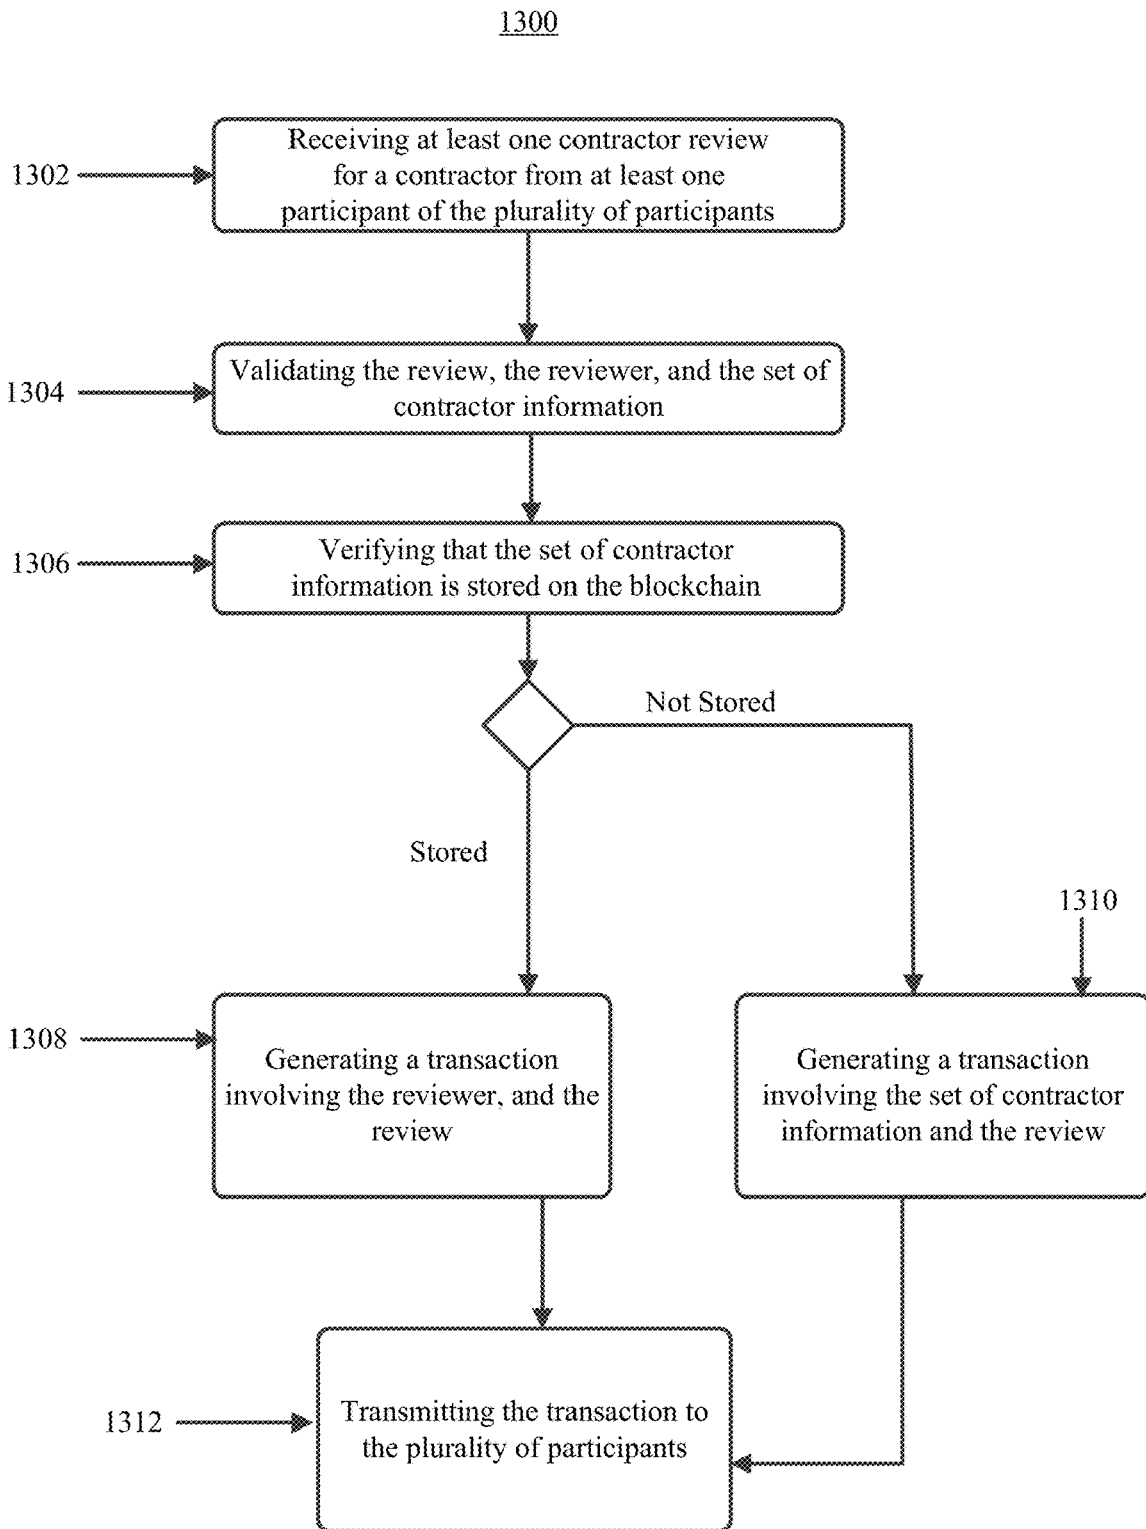 1300
1302
Receiving at least one contractor review
for a contractor from at least one
participant of the plurality of participants
1304
Validating the review, the reviewer, and the set of
contractor information
1306
Verifying that the set of contractor
information is stored on the blockchain
Not Stored
Stored
1310
1308
Generating a transaction
involving the reviewer, and the
review
Generating a transaction
involving the set of contractor
information and the review
1312
Transmitting the transaction to
the plurality of participants